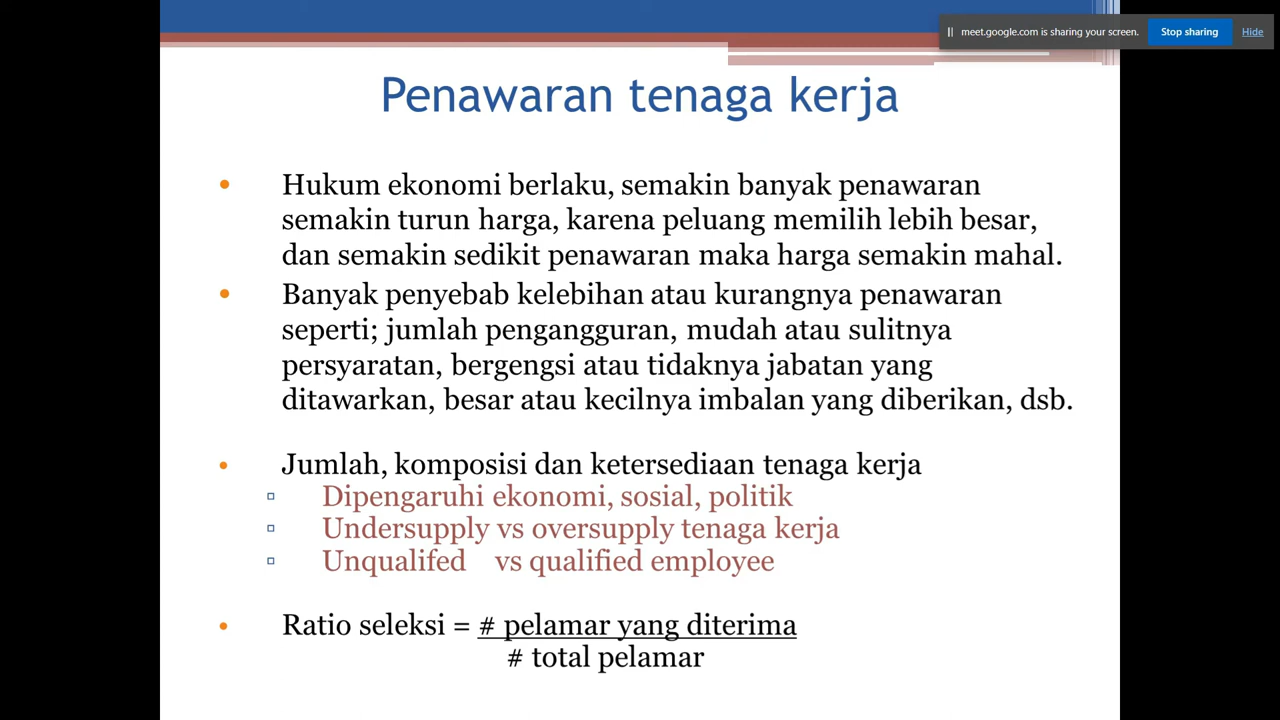 meet.google.com is sharing your screen. Stop sharing Hide
Penawaran tenaga kerja
• Hukum ekonomi berlaku, semakin banyak penawaran
semakin turun harga, karena peluang memilih lebih besar,
dan semakin sedikit penawaran maka harga semakin mahal.
• Banyak penyebab kelebihan atau kurangnya penawaran
seperti; jumlah pengangguran, mudah atau sulitnya
persyaratan, bergengsi atau tidaknya jabatan yang
ditawarkan, besar atau kecilnya imbalan yang diberikan, dsb.
• Jumlah, komposisi dan ketersediaan tenaga kerja
▫ Dipengaruhi ekonomi, sosial, politik
▫ Undersupply vs oversupply tenaga kerja
▫ Unqualifed vs qualified employee
• Ratio seleksi = # pelamar yang diterima
# total pelamar